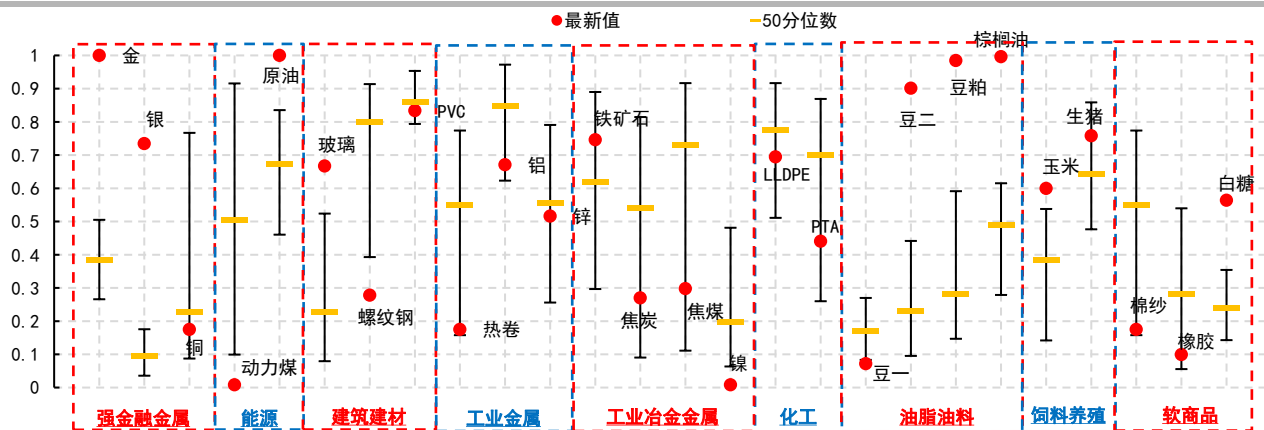 最新值 50分位数
1
0.9
0.8
0.7
0.6
0.5
0.4
0.3
0.2
0.1
0
金
银
铜
原油
动力煤
玻璃
螺纹钢
PVC
热卷
铝
锌
铁矿石
焦炭
焦煤
镍
LLDPE
PTA
豆一
豆二
豆粕
棕榈油
玉米
生猪
棉纱
橡胶
白糖
强金融金属 能源 建筑建材 工业金属 工业冶金金属 化工 油脂油料 饲料养殖 软商品